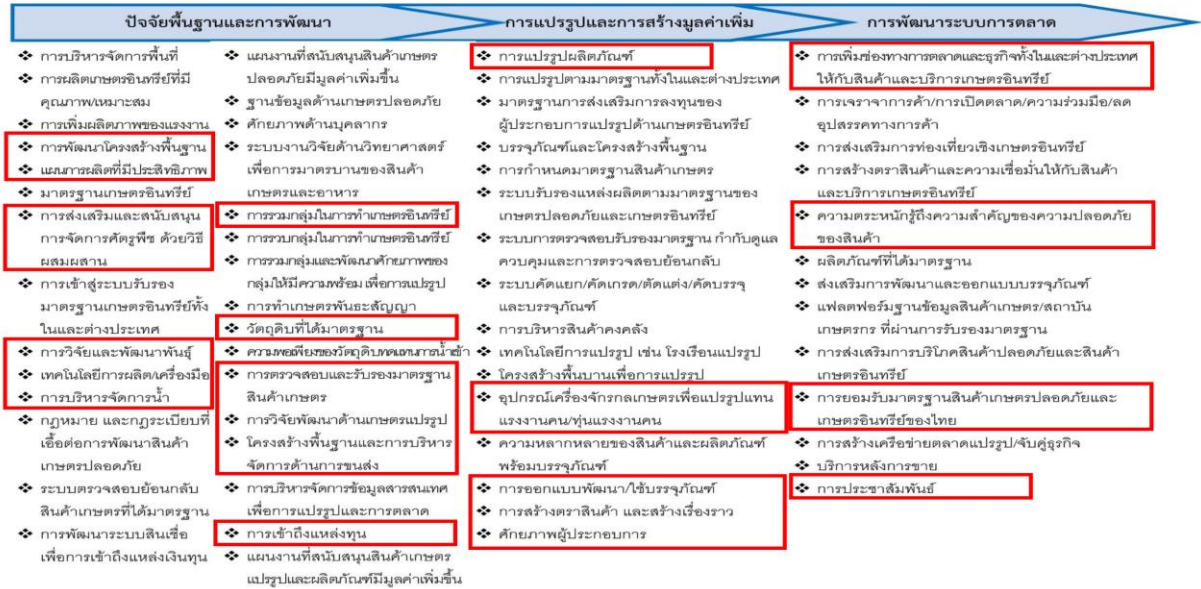 ปัจจัยพื้นฐานและการพัฒนา
การแปรรูปและการสร้างมูลค่าเพิ่ม
การพัฒนาระบบการตลาด
❖ การบริหารจัดการพื้นที่
❖ การผลิตเกษตรอินทรีย์ที่มี
คุณภาพ/เหมาะสม
❖ การเพิ่มผลิตภาพของแรงงาน
❖ การพัฒนาโครงสร้างพื้นฐาน
❖ แผนการผลิตที่มีประสิทธิภาพ
❖ มาตรฐานเกษตรอินทรีย์
❖ การส่งเสริมและสนับสนุน
การจัดการศัตรูพืช ด้วยวิธี
ผสมผสาน
❖ การเข้าสู่ระบบรับรอง
มาตรฐานเกษตรอินทรีย์ทั้ง
ในและต่างประเทศ
❖ การวิจัยและพัฒนาพันธุ์
❖ เทคโนโลยีการผลิต/เครื่องมือ
❖ การบริหารจัดการน้ำ
❖ กฎหมาย และกฎระเบียบที่
เอื้อต่อการพัฒนาสินค้า
เกษตรปลอดภัย
❖ ระบบตรวจสอบย้อนกลับ
สินค้าเกษตรที่ได้มาตรฐาน
❖ การพัฒนาระบบสินเชื่อ
เพื่อการเข้าถึงแหล่งเงินทุน
❖ แผนงานที่สนับสนุนสินค้าเกษตร
ปลอดภัยมีมูลค่าเพิ่มขึ้น
❖ ฐานข้อมูลด้านเกษตรปลอดภัย
❖ ศักยภาพด้านบุคลากร
❖ ระบบงานวิจัยด้านวิทยาศาสตร์
เพื่อการมาตรบานของสินค้า
เกษตรและอาหาร
❖ การรวมกลุ่มในการทำเกษตรอินทรีย์
❖ การรวบกลุ่มในการทำเกษตรอินทรีย์
❖ การรวมกลุ่มและพัฒนาศักยภาพของ
กลุ่มให้มีความพร้อม เพื่อการแปรรูป
❖ การทำเกษตรพันธะสัญญา
❖ วัตถุดิบที่ได้มาตรฐาน
❖ ความพอเพียงของวัตถุดิบทดแทนการนำเข้า
❖ การตรวจสอบและรับรองมาตรฐาน
สินค้าเกษตร
❖ การวิจัยพัฒนาด้านเกษตรแปรรูป
❖ โครงสร้างพื้นฐานและการบริหาร
จัดการด้านการขนส่ง
❖ การบริหารจัดการข้อมูลสารสนเทศ
เพื่อการแปรรูปและการตลาด
❖ การเข้าถึงแหล่งทุน
❖ แผนงานที่สนับสนุนสินค้าเกษตร
แปรรูปและผลิตภัณฑ์มีมูลค่าเพิ่มขึ้น
❖ การแปรรูปผลิตภัณฑ์
❖ การแปรรูปตามมาตรฐานทั้งในและต่างประเทศ
❖ มาตรฐานการส่งเสริมการลงทุนของ
ผู้ประกอบการแปรรูปด้านเกษตรอินทรีย์
❖ บรรจุภัณฑ์และโครงสร้างพื้นฐาน
❖ การกำหนดมาตรฐานสินค้าเกษตร
❖ ระบบรับรองแหล่งผลิตตามมาตรฐานของ
เกษตรปลอดภัยและเกษตรอินทรีย์
❖ ระบบการตรวจสอบรับรองมาตรฐาน กำกับดูแล
ควบคุมและการตรวจสอบย้อนกลับ
❖ ระบบคัดแยก/คัดเกรด/ตัดแต่ง/คัดบรรจุ
และบรรจุภัณฑ์
❖ การบริหารสินค้าคงคลัง
❖ เทคโนโลยีการแปรรูป เช่น โรงเรือนแปรรูป
❖ โครงสร้างพื้นบานเพื่อการแปรรูป
❖ อุปกรณ์เครื่องจักรกลเกษตรเพื่อแปรรูปแทน
แรงงานคน/ทุ่นแรงงานคน
❖ ความหลากหลายของสินค้าและผลิตภัณฑ์
พร้อมบรรจุภัณฑ์
❖ การออกแบบพัฒนา/ใช้บรรจุภัณฑ์
❖ การสร้างตราสินค้า และสร้างเรื่องราว
❖ ศักยภาพผู้ประกอบการ
❖ การเพิ่มช่องทางการตลาดและธุรกิจทั้งในและต่างประเทศ
ให้กับสินค้าและบริการเกษตรอินทรีย์
❖ การเจราจาการค้า/การเปิดตลาด/ความร่วมมือ/ลด
อุปสรรคทางการค้า
❖ การส่งเสริมการท่องเที่ยวเชิงเกษตรอินทรีย์
❖ การสร้างตราสินค้าและความเชื่อมั่นให้กับสินค้า
และบริการเกษตรอินทรีย์
❖ ความตระหนักรู้ถึงความสำคัญของความปลอดภัย
ของสินค้า
❖ ผลิตภัณฑ์ที่ได้มาตรฐาน
❖ ส่งเสริมการพัฒนาและออกแบบบรรจุภัณฑ์
❖ แฟลตฟอร์มฐานข้อมูลสินค้าเกษตร/สถาบัน
เกษตรกร ที่ผ่านการรับรองมาตรฐาน
❖ การส่งเสริมการบริโภคสินค้าปลอดภัยและสินค้า
เกษตรอินทรีย์
❖ การยอมรับมาตรฐานสินค้าเกษตรปลอดภัยและ
เกษตรอินทรีย์ของไทย
❖ การสร้างเครือข่ายตลาดแปรรูป/จับคู่ธุรกิจ
❖ บริการหลังการขาย
❖ การประชาสัมพันธ์